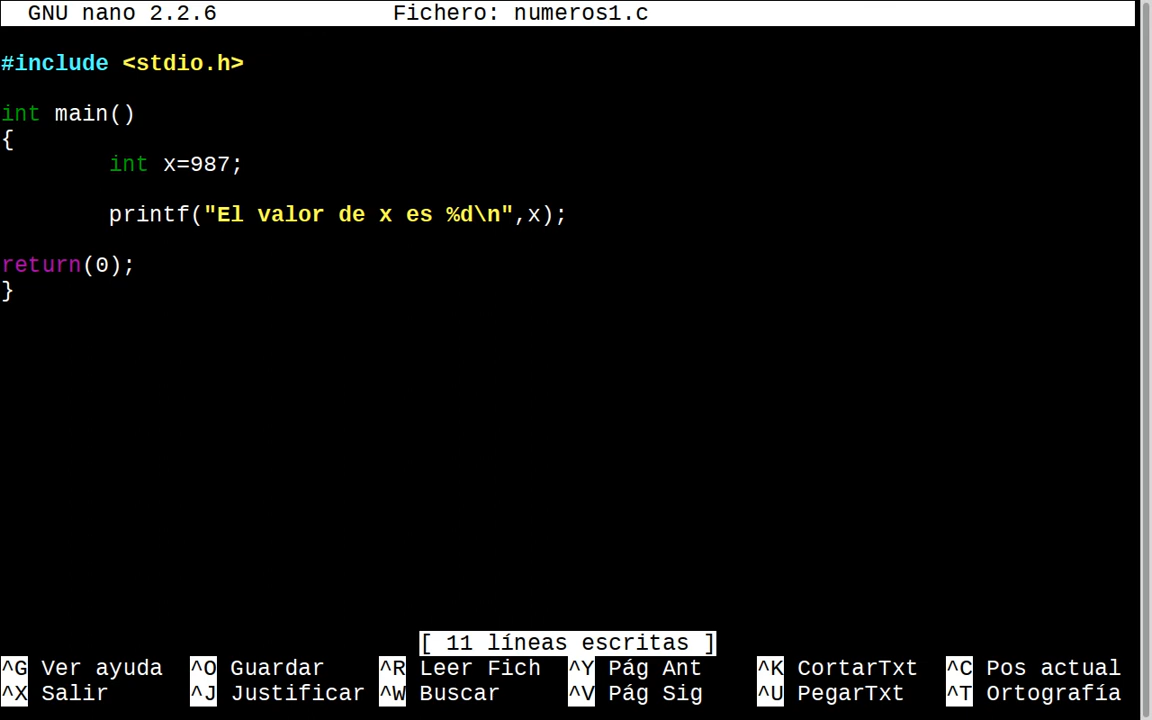 GNU nano 2.2.6 Fichero: numeros1.c
#include <stdio.h>
int main()
{
int x=987;
printf("El valor de x es %d\n",x);
return(0);
}
[ 11 líneas escritas ]
^G Ver ayuda ^O Guardar ^R Leer Fich ^Y Pág Ant ^K CortarTxt ^C Pos actual
^X Salir ^J Justificar ^W Buscar ^V Pág Sig ^U PegarTxt ^T Ortografía